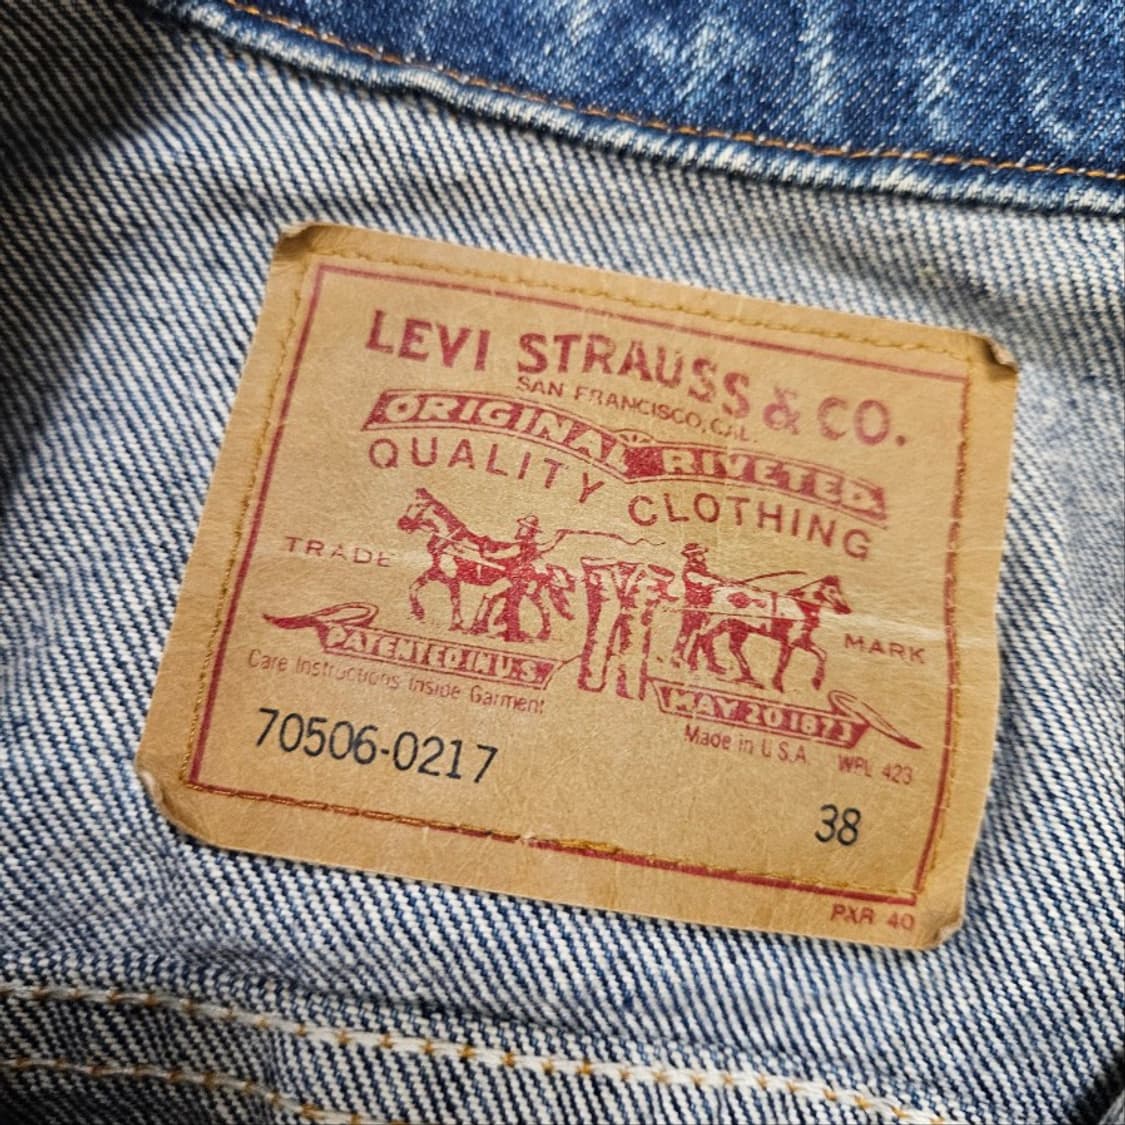 LEVI STRAUSS & CO.
SAN FRANCISCO, CAL.
ORIGINAL RIVETED
QUALITY CLOTHING
TRADE MARK
PATENTED IN U.S. MAY 20 1873
Care Instructions Inside Garment
Made in U.S.A. WPL 423
70506-0217
38
PXR 40